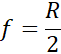 f = R/2